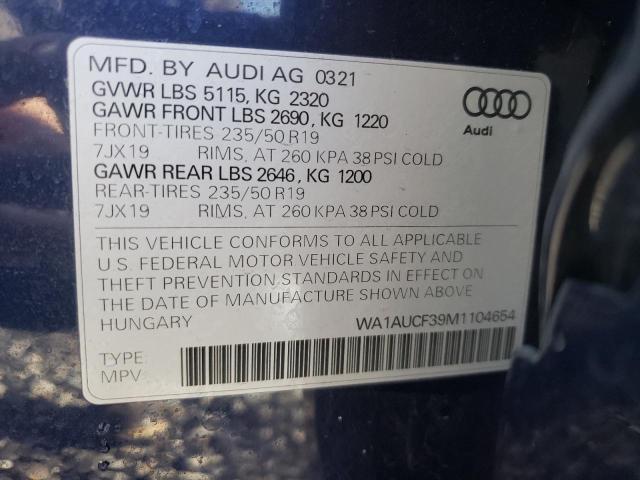 MFD. BY AUDI AG 0321
GVWR LBS 5115, KG 2320
GAWR FRONT LBS 2690, KG 1220
FRONT-TIRES 235/50 R19
7JX19 RIMS, AT 260 KPA 38 PSI COLD
GAWR REAR LBS 2646, KG 1200
REAR-TIRES 235/50 R19
7JX19 RIMS, AT 260 KPA 38 PSI COLD
Audi
THIS VEHICLE CONFORMS TO ALL APPLICABLE
U.S. FEDERAL MOTOR VEHICLE SAFETY AND
THEFT PREVENTION STANDARDS IN EFFECT ON
THE DATE OF MANUFACTURE SHOWN ABOVE
HUNGARY WA1AUCF39M1104654
TYPE
MPV